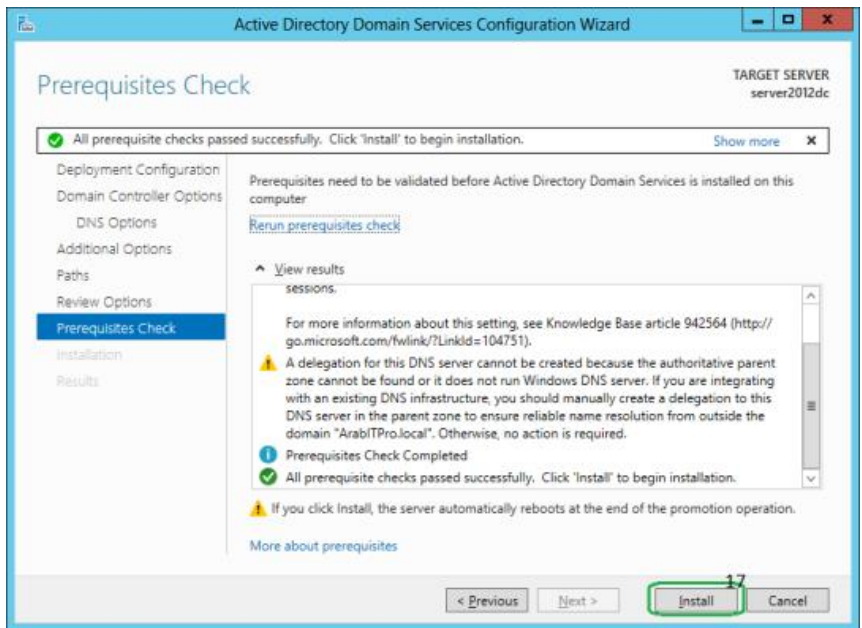 Active Directory Domain Services Configuration Wizard
Prerequisites Check
TARGET SERVER
server2012dc
All prerequisite checks passed successfully. Click 'Install' to begin installation.
Show more
Deployment Configuration
Domain Controller Options
DNS Options
Additional Options
Paths
Review Options
Prerequisites Check
Installation
Results
Prerequisites need to be validated before Active Directory Domain Services is installed on this
computer
Rerun prerequisites check
View results
sessions.
For more information about this setting, see Knowledge Base article 942564 (http://
go.microsoft.com/fwlink/?LinkId=104751).
A delegation for this DNS server cannot be created because the authoritative parent
zone cannot be found or it does not run Windows DNS server. If you are integrating
with an existing DNS infrastructure, you should manually create a delegation to this
DNS server in the parent zone to ensure reliable name resolution from outside the
domain "ArabITPro.local". Otherwise, no action is required.
Prerequisites Check Completed
All prerequisite checks passed successfully. Click 'Install' to begin installation.
If you click Install, the server automatically reboots at the end of the promotion operation.
More about prerequisites
17
< Previous
Next >
Install
Cancel